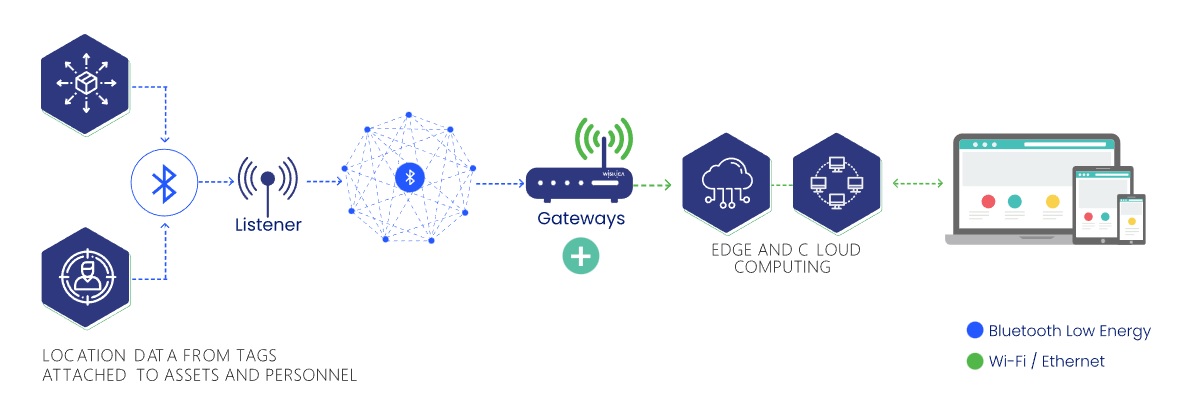 Listener
WiSilica
Gateways
EDGE AND C LOUD
COMPUTING
Bluetooth Low Energy
Wi-Fi / Ethernet
LOCATION DATA FROM TAGS
ATTACHED TO ASSETS AND PERSONNEL